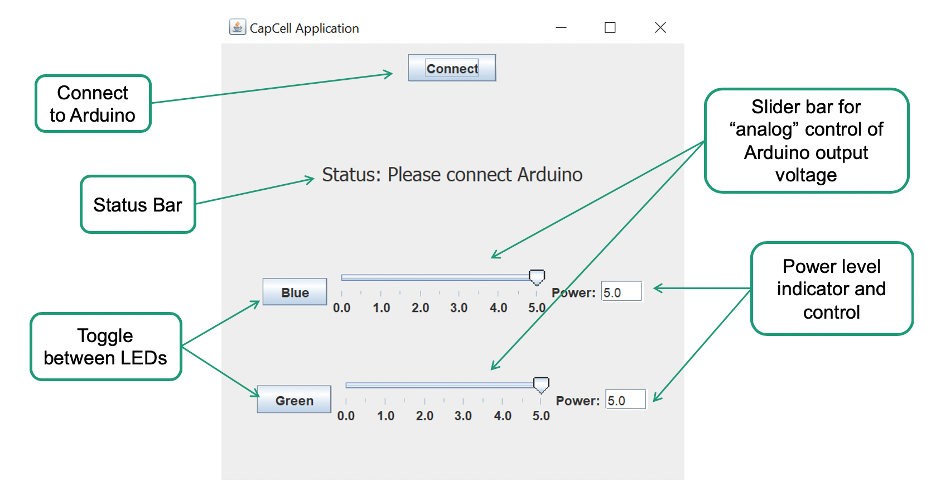 CapCell Application
Connect
Connect
to Arduino
Slider bar for
“analog” control of
Arduino output
voltage
Status: Please connect Arduino
Status Bar
Power level
indicator and
control
Blue
0.0 1.0 2.0 3.0 4.0 5.0
Power: 5.0
Toggle
between LEDs
Green
0.0 1.0 2.0 3.0 4.0 5.0
Power: 5.0